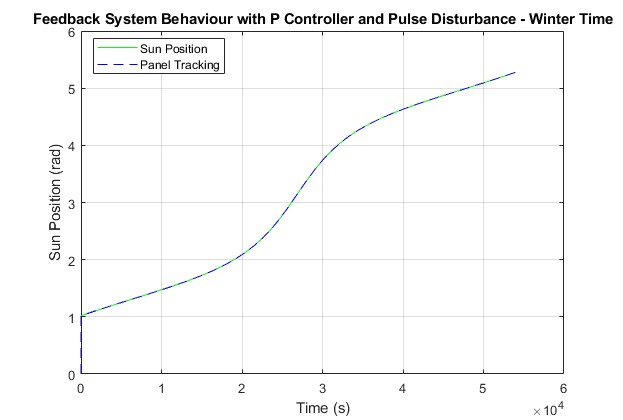 Feedback System Behaviour with P Controller and Pulse Disturbance - Winter Time
Sun Position
Panel Tracking
6
5
4
3
2
1
0
Sun Position (rad)
0 1 2 3 4 5 6
Time (s)
×10^4